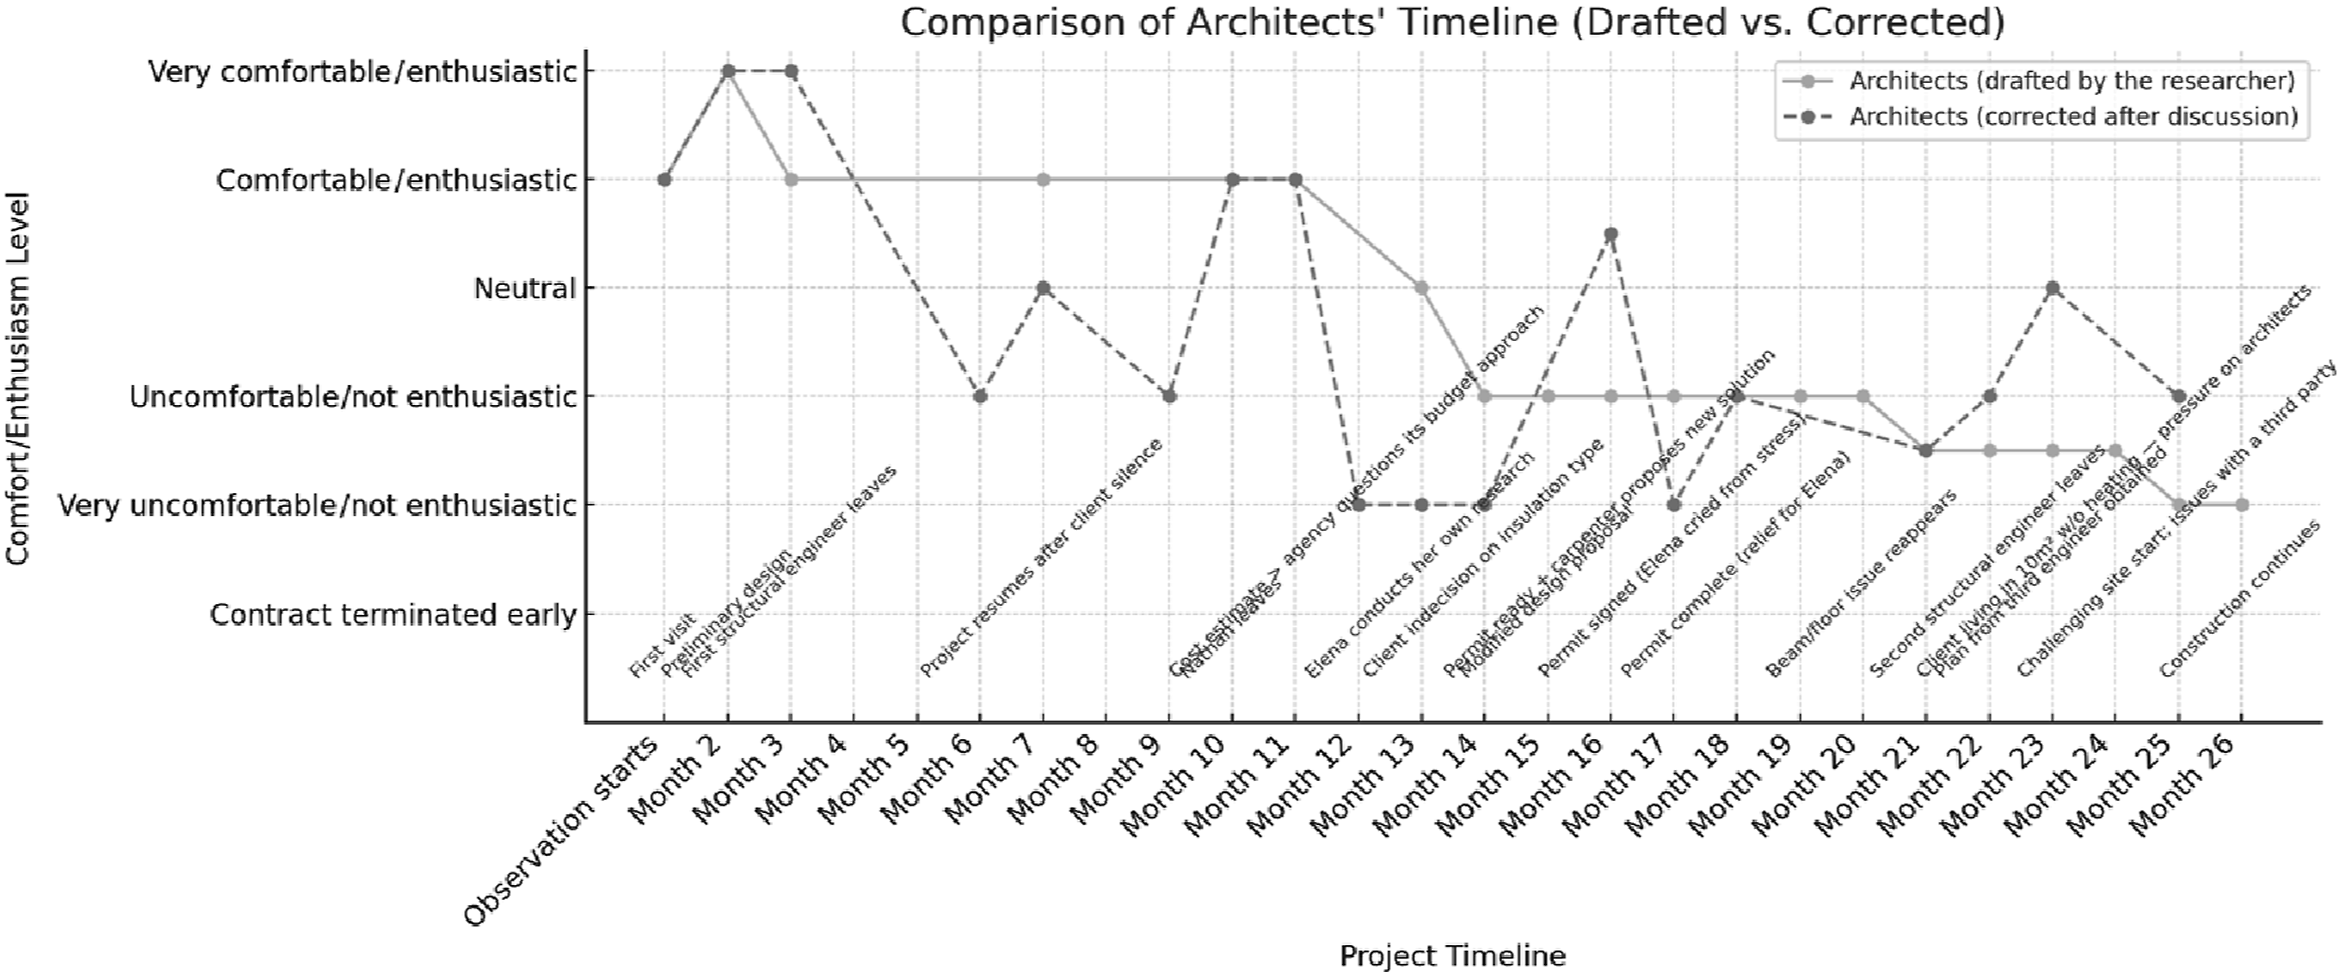 Comparison of Architects' Timeline (Drafted vs. Corrected)
Architects (drafted by the researcher)
Architects (corrected after discussion)
Comfort/Enthusiasm Level
Very comfortable/enthusiastic
Comfortable/enthusiastic
Neutral
Uncomfortable/not enthusiastic
Very uncomfortable/not enthusiastic
Contract terminated early
First visit
Preliminary design
First structural engineer leaves
Project resumes after client silence
Cost estimate > agency questions its budget approach
Nathan leaves
Elena conducts her own research
Client indecision on insulation type
Permit ready + carpenter proposes new solution
Modified design proposal
Permit signed (Elena cried from stress)
Permit complete (relief for Elena)
Beam/floor issue reappears
Second structural engineer leaves
Client living in 10m² w/o heating — pressure on architects
Plan from third engineer obtained
Challenging site start; issues with a third party
Construction continues
Observation starts
Month 2
Month 3
Month 4
Month 5
Month 6
Month 7
Month 8
Month 9
Month 10
Month 11
Month 12
Month 13
Month 14
Month 15
Month 16
Month 17
Month 18
Month 19
Month 20
Month 21
Month 22
Month 23
Month 24
Month 25
Month 26
Project Timeline